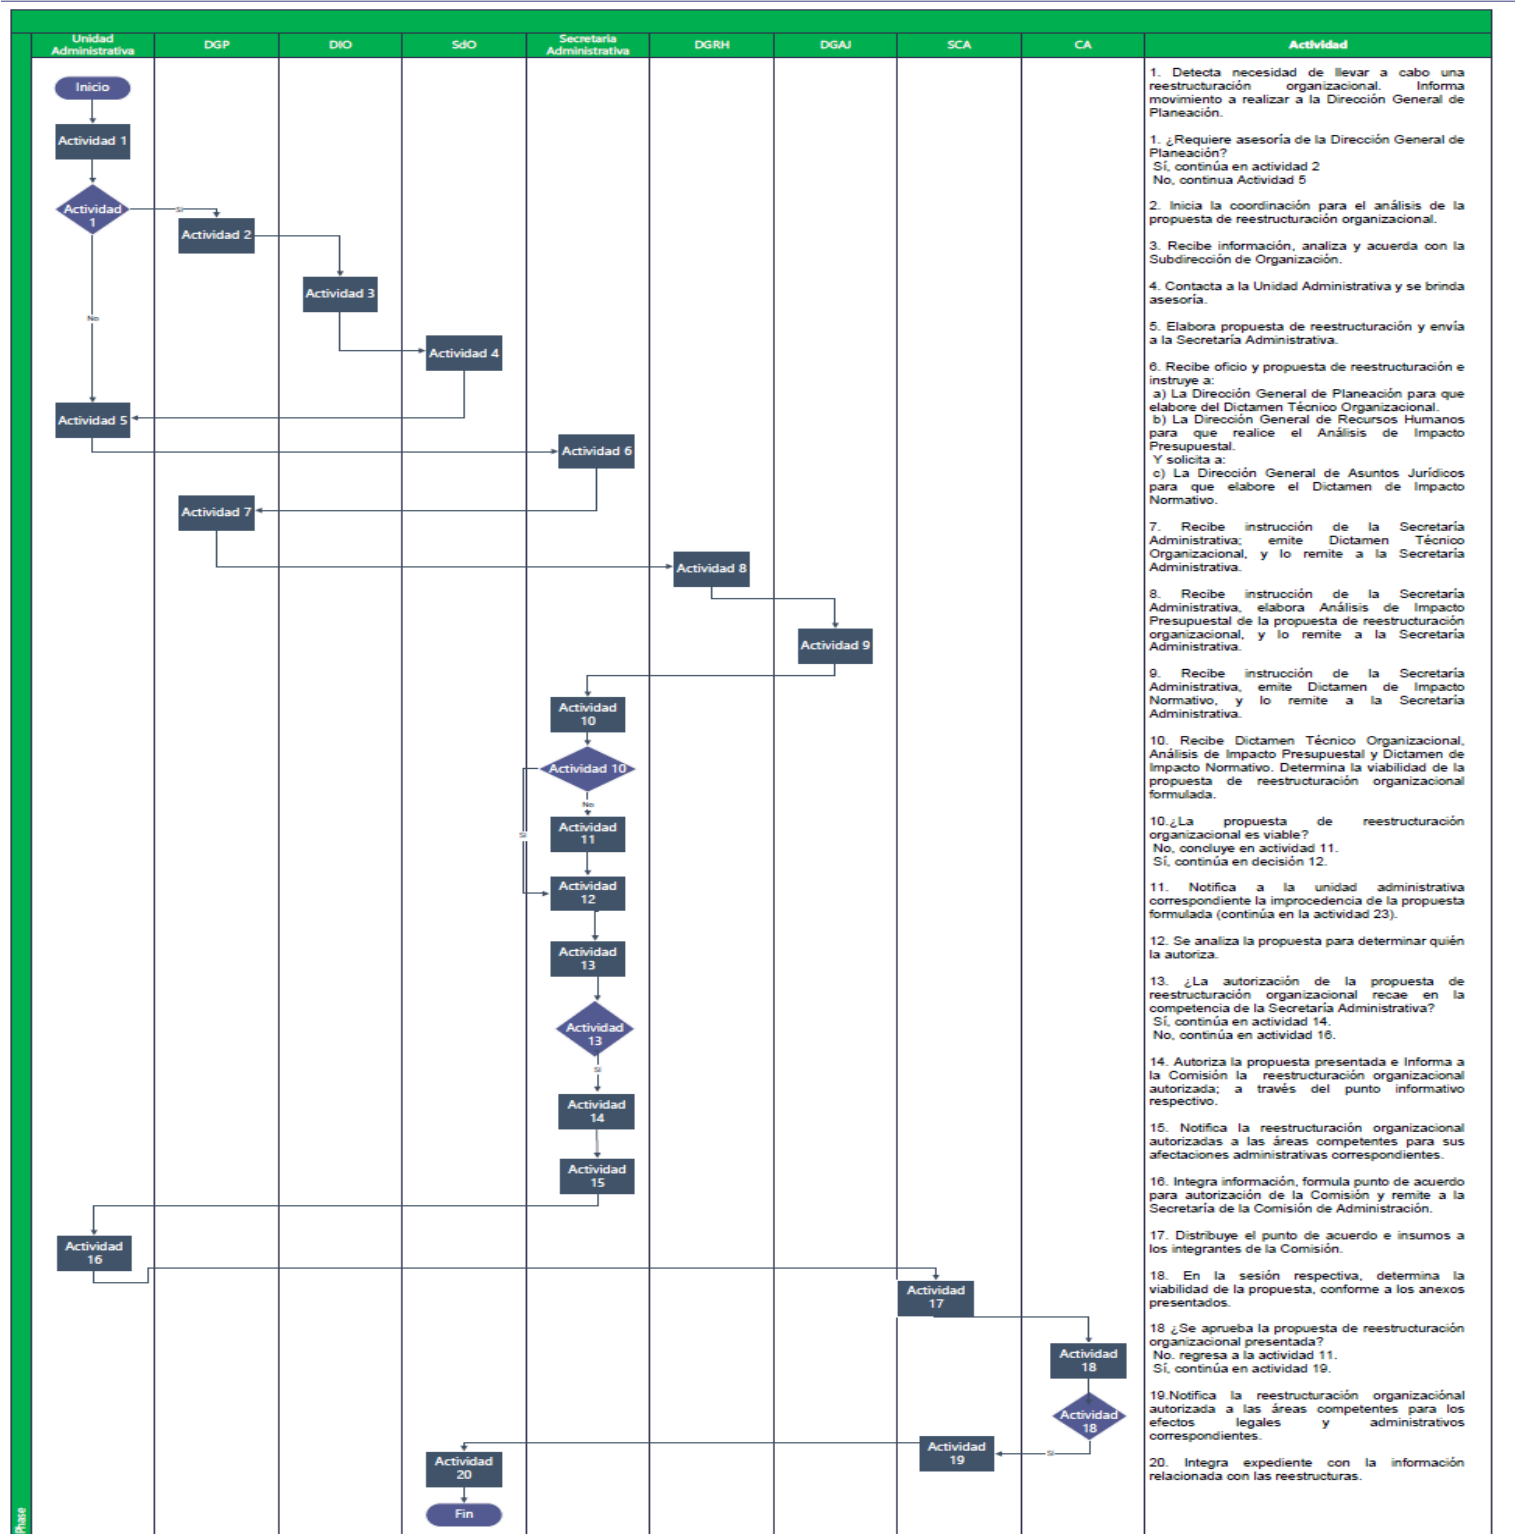 Unidad
Administrativa
DGP
DIO
SdO
Secretaria
Administrativa
DGRH
DGAJ
SCA
CA
Actividad
Inicio
Actividad 1
Actividad
1
Si
No
Actividad 2
Actividad 3
Actividad 4
Actividad 5
Actividad 6
Actividad 7
Actividad 8
Actividad 9
Actividad
10
Actividad 10
No
Si
Actividad
11
Actividad
12
Actividad
13
Actividad
13
Si
Actividad
14
Actividad
15
Actividad
16
Actividad
17
Actividad
18
Actividad
18
Si
Actividad
19
Actividad
20
Fin
Phase
1. Detecta necesidad de llevar a cabo una
reestructuración organizacional. Informa
movimiento a realizar a la Dirección General de
Planeación.
1. ¿Requiere asesoría de la Dirección General de
Planeación?
Sí, continúa en actividad 2
No, continua Actividad 5
2. Inicia la coordinación para el análisis de la
propuesta de reestructuración organizacional.
3. Recibe información, analiza y acuerda con la
Subdirección de Organización.
4. Contacta a la Unidad Administrativa y se brinda
asesoría.
5. Elabora propuesta de reestructuración y envía
a la Secretaría Administrativa.
6. Recibe oficio y propuesta de reestructuración e
instruye a:
a) La Dirección General de Planeación para que
elabore del Dictamen Técnico Organizacional.
b) La Dirección General de Recursos Humanos
para que realice el Análisis de Impacto
Presupuestal.
Y solicita a:
c) La Dirección General de Asuntos Jurídicos
para que elabore el Dictamen de Impacto
Normativo.
7. Recibe instrucción de la Secretaría
Administrativa; emite Dictamen Técnico
Organizacional, y lo remite a la Secretaría
Administrativa.
8. Recibe instrucción de la Secretaría
Administrativa, elabora Análisis de Impacto
Presupuestal de la propuesta de reestructuración
organizacional, y lo remite a la Secretaría
Administrativa.
9. Recibe instrucción de la Secretaría
Administrativa, emite Dictamen de Impacto
Normativo, y lo remite a la Secretaría
Administrativa.
10. Recibe Dictamen Técnico Organizacional,
Análisis de Impacto Presupuestal y Dictamen de
Impacto Normativo. Determina la viabilidad de la
propuesta de reestructuración organizacional
formulada.
10.¿La propuesta de reestructuración
organizacional es viable?
No, concluye en actividad 11.
Sí, continúa en decisión 12.
11. Notifica a la unidad administrativa
correspondiente la improcedencia de la propuesta
formulada (continúa en la actividad 23).
12. Se analiza la propuesta para determinar quién
la autoriza.
13. ¿La autorización de la propuesta de
reestructuración organizacional recae en la
competencia de la Secretaría Administrativa?
Sí, continúa en actividad 14.
No, continúa en actividad 16.
14. Autoriza la propuesta presentada e Informa a
la Comisión la reestructuración organizacional
autorizada; a través del punto informativo
respectivo.
15. Notifica la reestructuración organizacional
autorizadas a las áreas competentes para sus
afectaciones administrativas correspondientes.
16. Integra información, formula punto de acuerdo
para autorización de la Comisión y remite a la
Secretaría de la Comisión de Administración.
17. Distribuye el punto de acuerdo e insumos a
los integrantes de la Comisión.
18. En la sesión respectiva, determina la
viabilidad de la propuesta, conforme a los anexos
presentados.
18 ¿Se aprueba la propuesta de reestructuración
organizacional presentada?
No. regresa a la actividad 11.
Sí, continúa en actividad 19.
19.Notifica la reestructuración organizaciónal
autorizada a las áreas competentes para los
efectos legales y administrativos
correspondientes.
20. Integra expediente con la información
relacionada con las reestructuras.